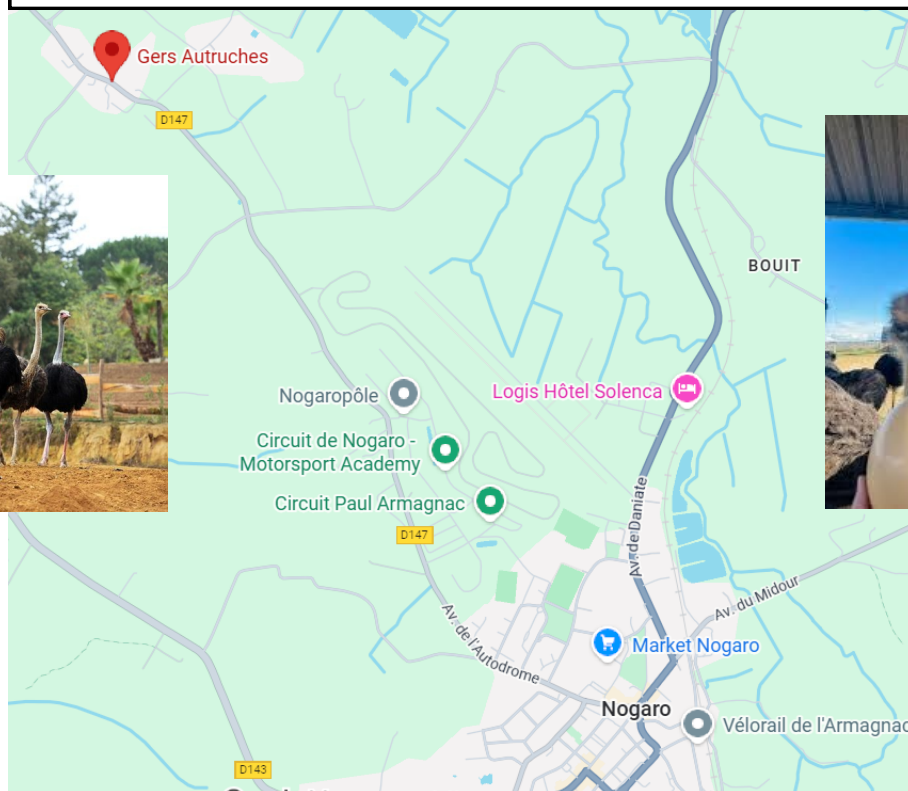 Gers Autruches
D147
BOUIT
Nogaropôle
Logis Hôtel Solenca
Circuit de Nogaro -
Motorsport Academy
Circuit Paul Armagnac
D147
Av. de Daniate
Av. du Midour
Av. de l'Autodrome
Market Nogaro
Nogaro
Vélorail de l'Armagnac
D143